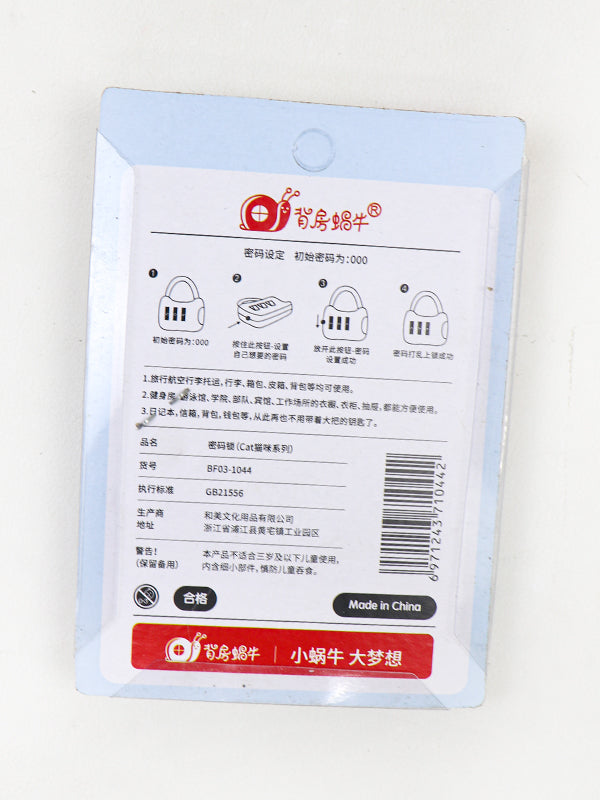 背房蜗牛®
密码设定 初始密码为:000
1
2
3
4
初始密码为:000
按住此按钮-设置
自己想要的密码
放开此按钮-密码
设置成功
密码打乱上锁成功
1.旅行航空行李托运,行李、箱包、皮箱、背包等均可使用。
2.健身房、游泳馆、学院、部队、宾馆、工作场所的衣橱、衣柜、抽屉,都能方便使用。
3.日记本,信箱,背包,钱包等,从此再也不用带着大把的钥匙了。
品名 密码锁(Cat猫咪系列)
货号 BF03-1044
执行标准 GB21556
生产商 和美文化用品有限公司
地址 浙江省浦江县黄宅镇工业园区
警告! 本产品不适合三岁及以下儿童使用,
(保留备用) 内含细小部件,慎防儿童吞食。
6971243710442
合格
Made in China
背房蜗牛 小蜗牛 大梦想